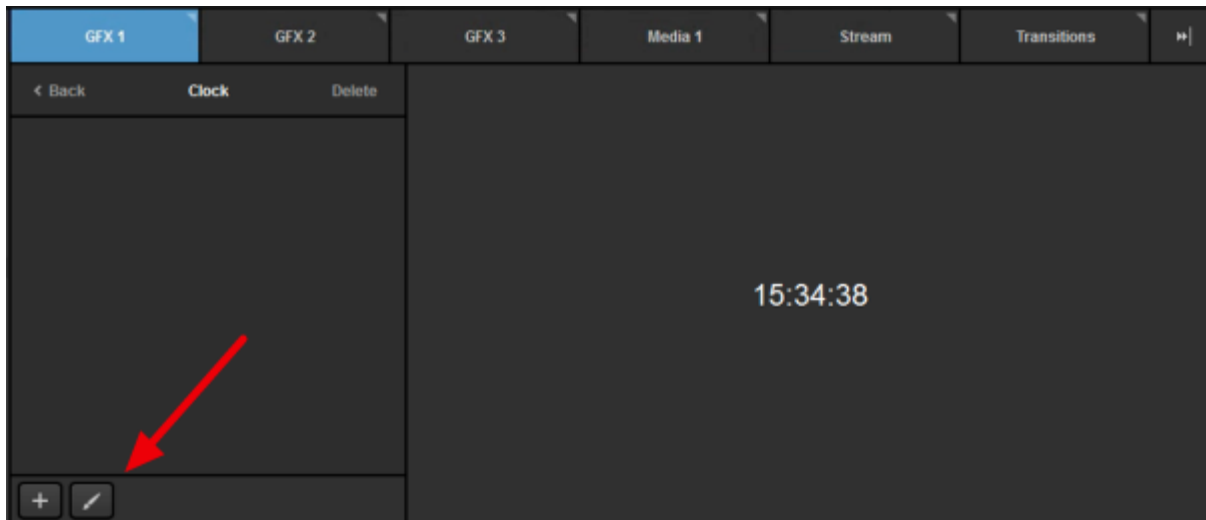 GFX 1 GFX 2 GFX 3 Media 1 Stream Transitions
< Back Clock Delete
15:34:38